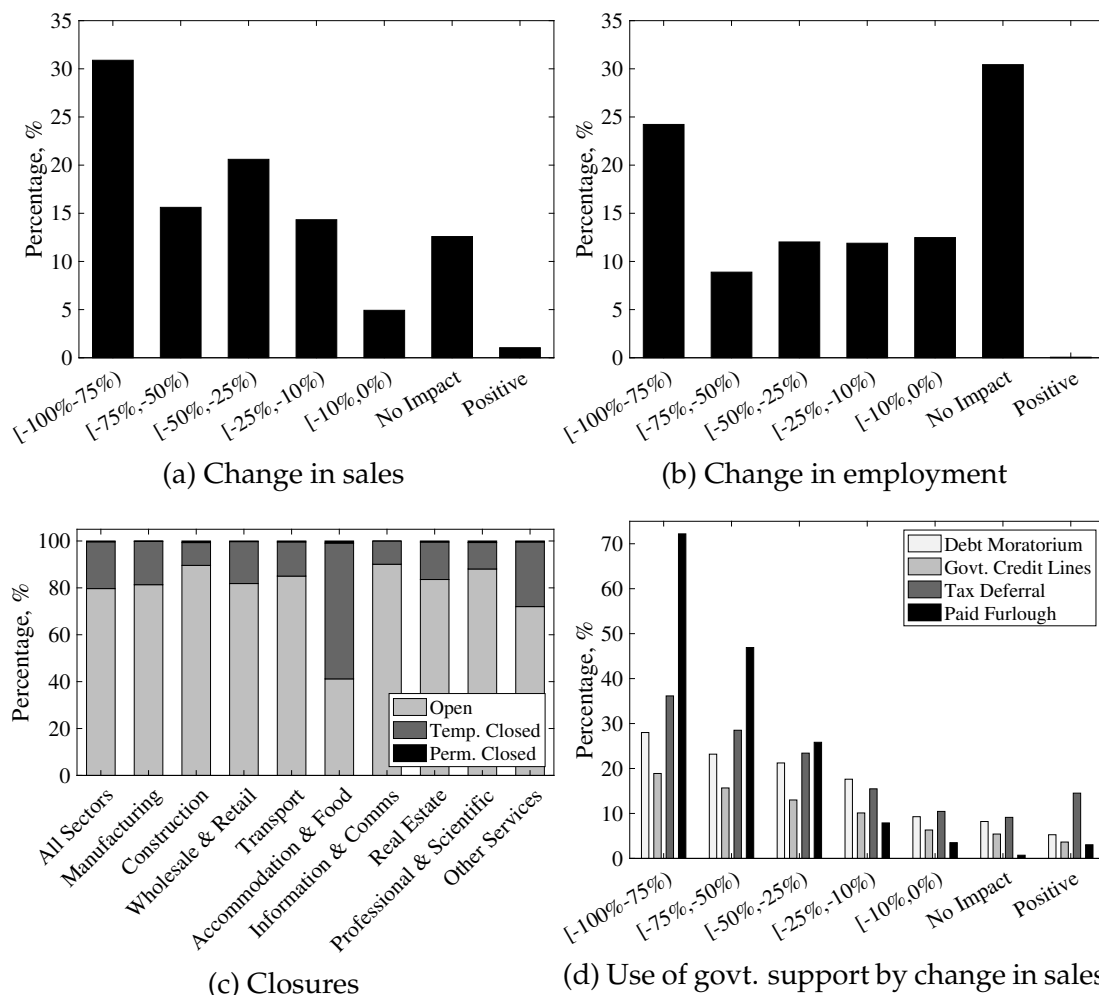 35
30
25
20
15
10
5
0
Percentage, %
[-100%-75%)
[-75%,-50%)
[-50%,-25%)
[-25%,-10%)
[-10%,0%)
No Impact
Positive
(a) Change in sales
35
30
25
20
15
10
5
0
Percentage, %
[-100%-75%)
[-75%,-50%)
[-50%,-25%)
[-25%,-10%)
[-10%,0%)
No Impact
Positive
(b) Change in employment
100
80
60
40
20
0
Percentage, %
Open
Temp. Closed
Perm. Closed
All Sectors
Manufacturing
Construction
Wholesale & Retail
Transport
Accommodation & Food
Information & Comms
Real Estate
Professional & Scientific
Other Services
(c) Closures
70
60
50
40
30
20
10
0
Percentage, %
Debt Moratorium
Govt. Credit Lines
Tax Deferral
Paid Furlough
[-100%-75%)
[-75%,-50%)
[-50%,-25%)
[-25%,-10%)
[-10%,0%)
No Impact
Positive
(d) Use of govt. support by change in sales